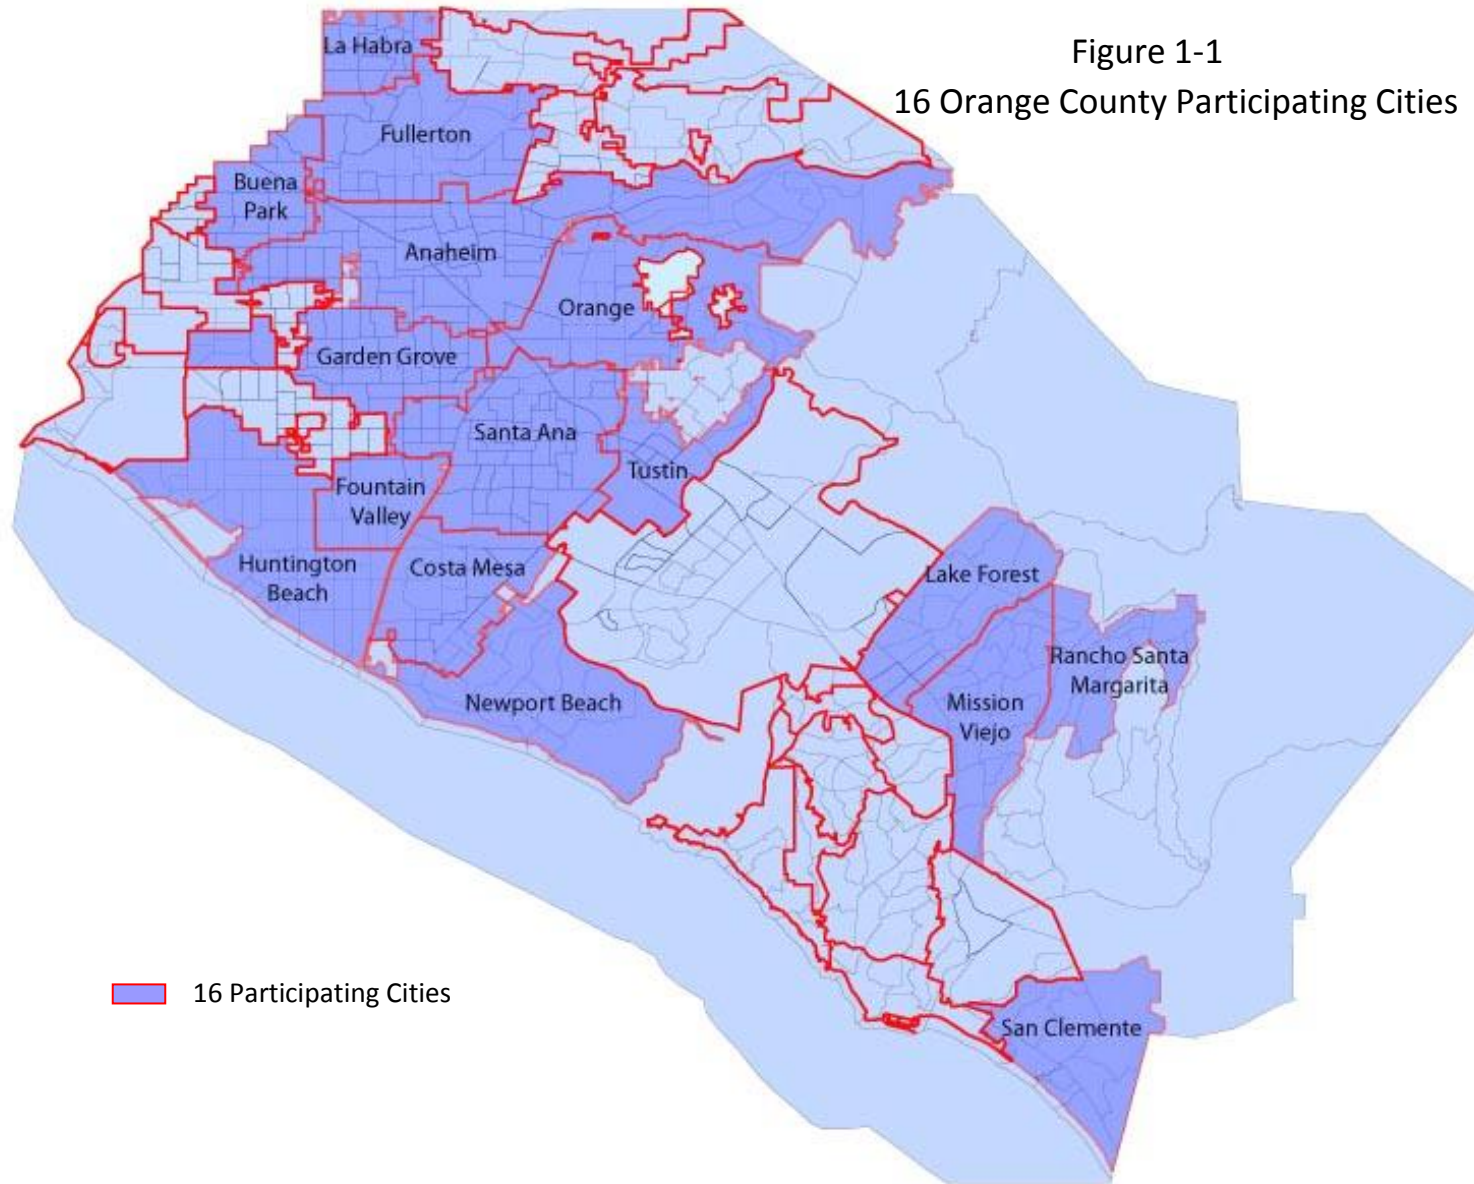 Figure 1-1
16 Orange County Participating Cities
La Habra
Fullerton
Buena
Park
Anaheim
Orange
Garden Grove
Santa Ana
Tustin
Fountain
Valley
Huntington
Beach
Costa Mesa
Lake Forest
Rancho Santa
Margarita
Newport Beach
Mission
Viejo
16 Participating Cities
San Clemente